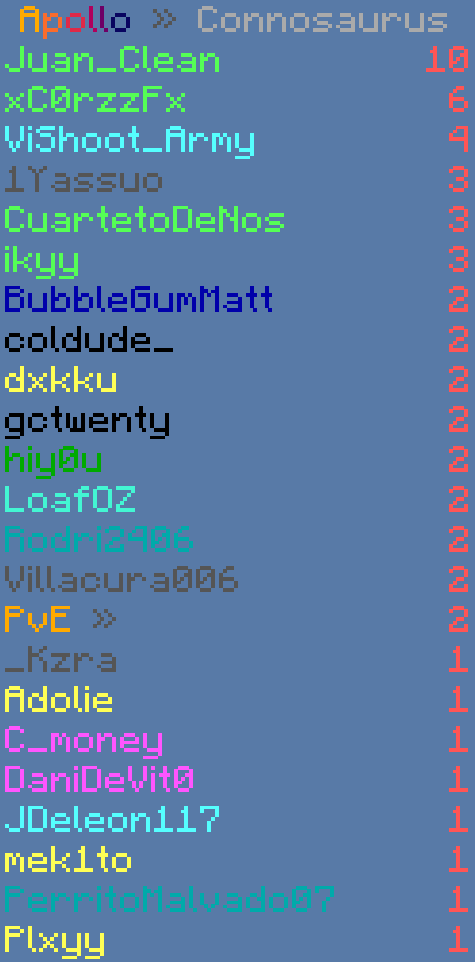 Apollo » Connosaurus
Juan_Clean 10
xC0rzzFx 6
ViShoot_Army 4
1Yassuo 3
CuartetoDeNos 3
ikyy 3
BubbleGumMatt 2
coldude_ 2
dxkku 2
gctwenty 2
hiy0u 2
LoafOZ 2
Rodri2406 2
Villacura006 2
PvE » 2
_Kzra 1
Adolie 1
C_money 1
DaniDeVit0 1
JDeleon117 1
mek1to 1
PerritoMalvado07 1
Plxyy 1